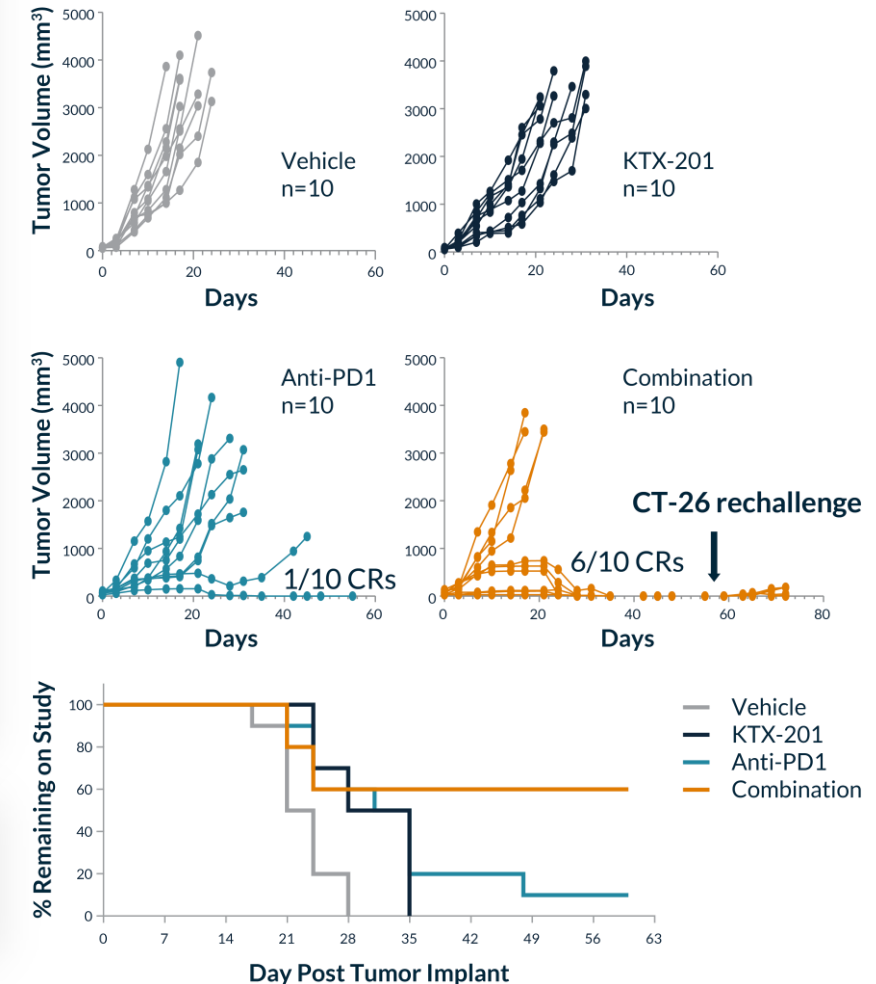 Tumor Volume (mm³)
5000
4000
3000
2000
1000
0
0
20
40
60
Days
Vehicle
n=10
5000
4000
3000
2000
1000
0
0
20
40
60
Days
KTX-201
n=10
Tumor Volume (mm³)
5000
4000
3000
2000
1000
0
0
20
40
60
Days
Anti-PD1
n=10
1/10 CRs
5000
4000
3000
2000
1000
0
0
20
40
60
80
Days
Combination
n=10
CT-26 rechallenge
6/10 CRs
% Remaining on Study
100
80
60
40
20
0
0
7
14
21
28
35
42
49
56
63
Day Post Tumor Implant
Vehicle
KTX-201
Anti-PD1
Combination